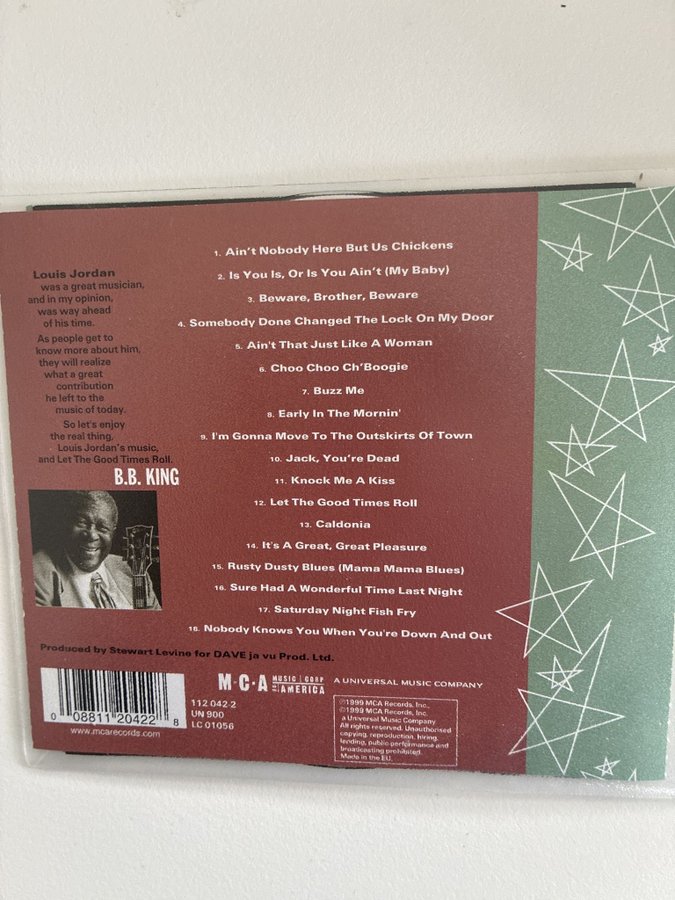 Louis Jordan
was a great musician,
and in my opinion,
was way ahead
of his time.
As people get to
know more about him,
they will realize
what a great
contribution
he left to the
music of today.
So let's enjoy
the real thing,
Louis Jordan's music,
and Let The Good Times Roll.
B.B. KING
1. Ain't Nobody Here But Us Chickens
2. Is You Is, Or Is You Ain't (My Baby)
3. Beware, Brother, Beware
4. Somebody Done Changed The Lock On My Door
5. Ain't That Just Like A Woman
6. Choo Choo Ch'Boogie
7. Buzz Me
8. Early In The Mornin'
9. I'm Gonna Move To The Outskirts Of Town
10. Jack, You're Dead
11. Knock Me A Kiss
12. Let The Good Times Roll
13. Caldonia
14. It's A Great, Great Pleasure
15. Rusty Dusty Blues (Mama Mama Blues)
16. Sure Had A Wonderful Time Last Night
17. Saturday Night Fish Fry
18. Nobody Knows You When You're Down And Out
Produced by Stewart Levine for DAVE ja vu Prod. Ltd.
0 08811 20422 8
www.mcarecords.com
112 042-2
UN 900
LC 01056
M·C·A MUSIC CORP
AMERICA
A UNIVERSAL MUSIC COMPANY
℗1999 MCA Records, Inc.,
©1999 MCA Records, Inc.
a Universal Music Company
All rights reserved. Unauthorised
copying, reproduction, hiring,
lending, public performance and
broadcasting prohibited.
Made in the EU.